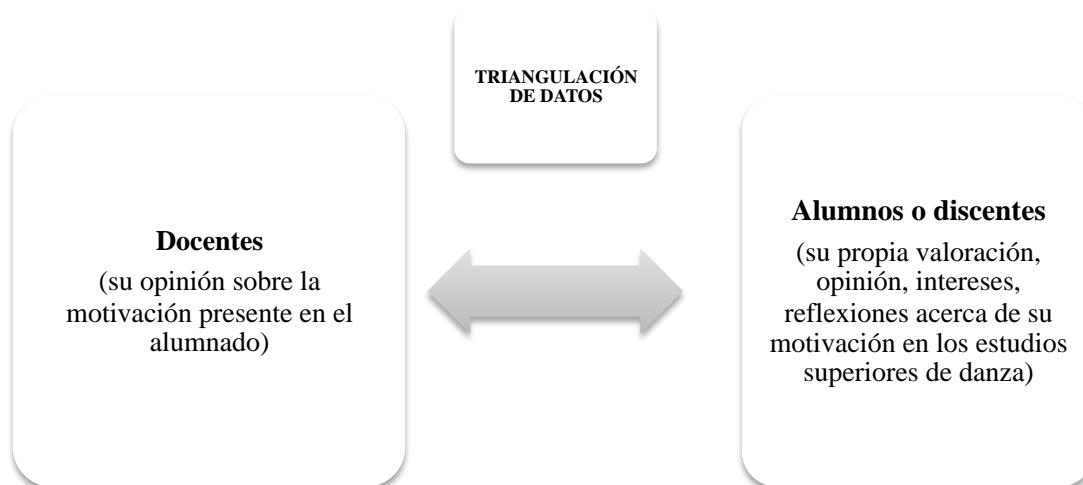 TRIANGULACIÓN
DE DATOS
Docentes
(su opinión sobre la
motivación presente en el
alumnado)
Alumnos o discentes
(su propia valoración,
opinión, intereses,
reflexiones acerca de su
motivación en los estudios
superiores de danza)